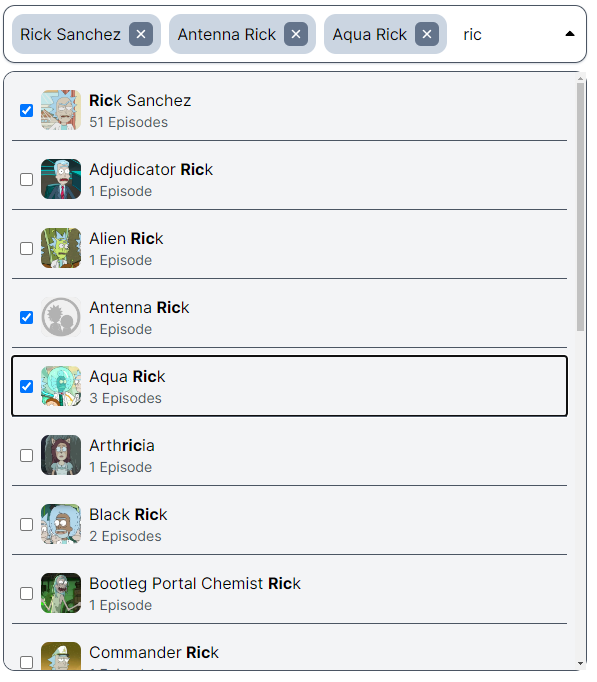 Rick Sanchez Antenna Rick Aqua Rick ric
Rick Sanchez
51 Episodes
Adjudicator Rick
1 Episode
Alien Rick
1 Episode
Antenna Rick
1 Episode
Aqua Rick
3 Episodes
Arthricia
1 Episode
Black Rick
2 Episodes
Bootleg Portal Chemist Rick
1 Episode
Commander Rick